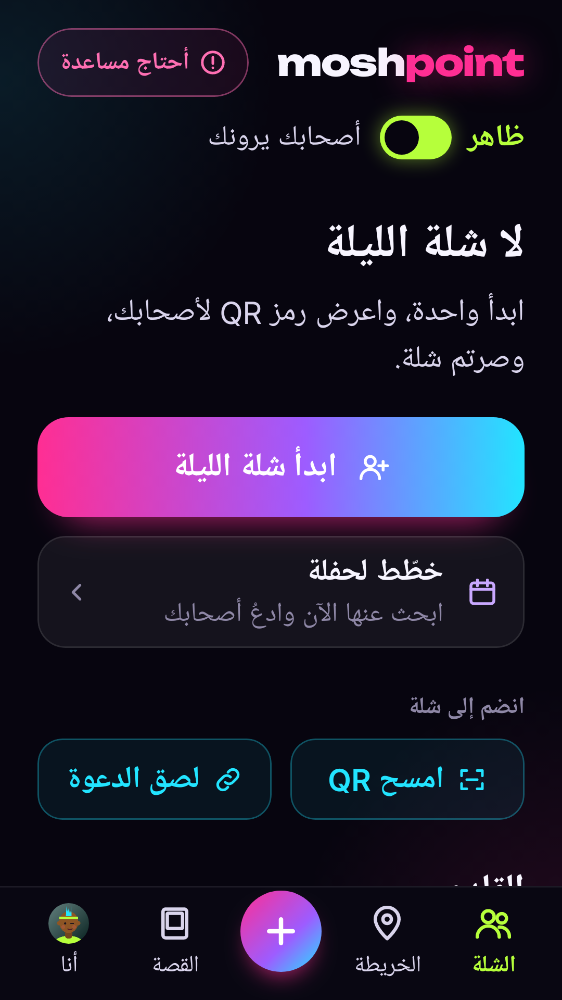 moshpoint
أحتاج مساعدة
ظاهر
أصحابك يرونك
لا شلة الليلة
ابدأ واحدة، واعرض رمز QR لأصحابك،
وصرتم شلة.
ابدأ شلة الليلة
خطّط لحفلة
ابحث عنها الآن وادعُ أصحابك
انضم إلى شلة
امسح QR
لصق الدعوة
الشلة
الخريطة
القصة
أنا